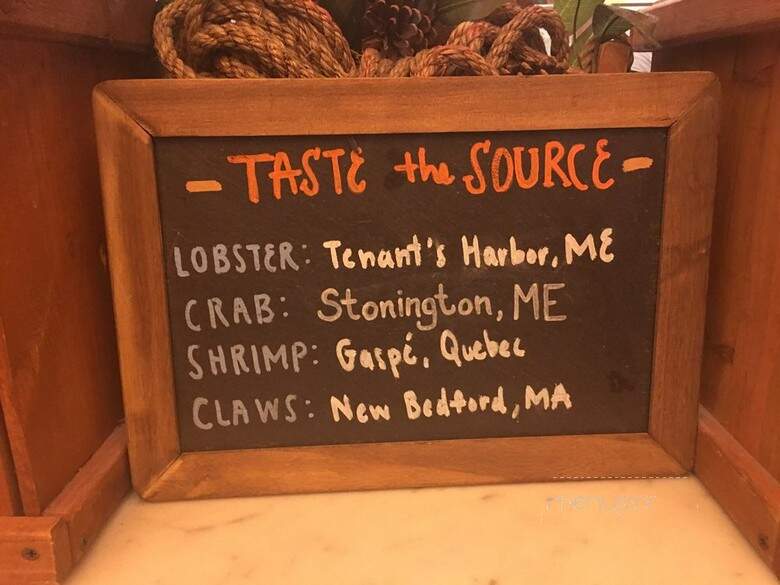 - TASTE the SOURCE -
LOBSTER: Tenant's Harbor, ME
CRAB: Stonington, ME
SHRIMP: Gaspé, Quebec
CLAWS: New Bedford, MA